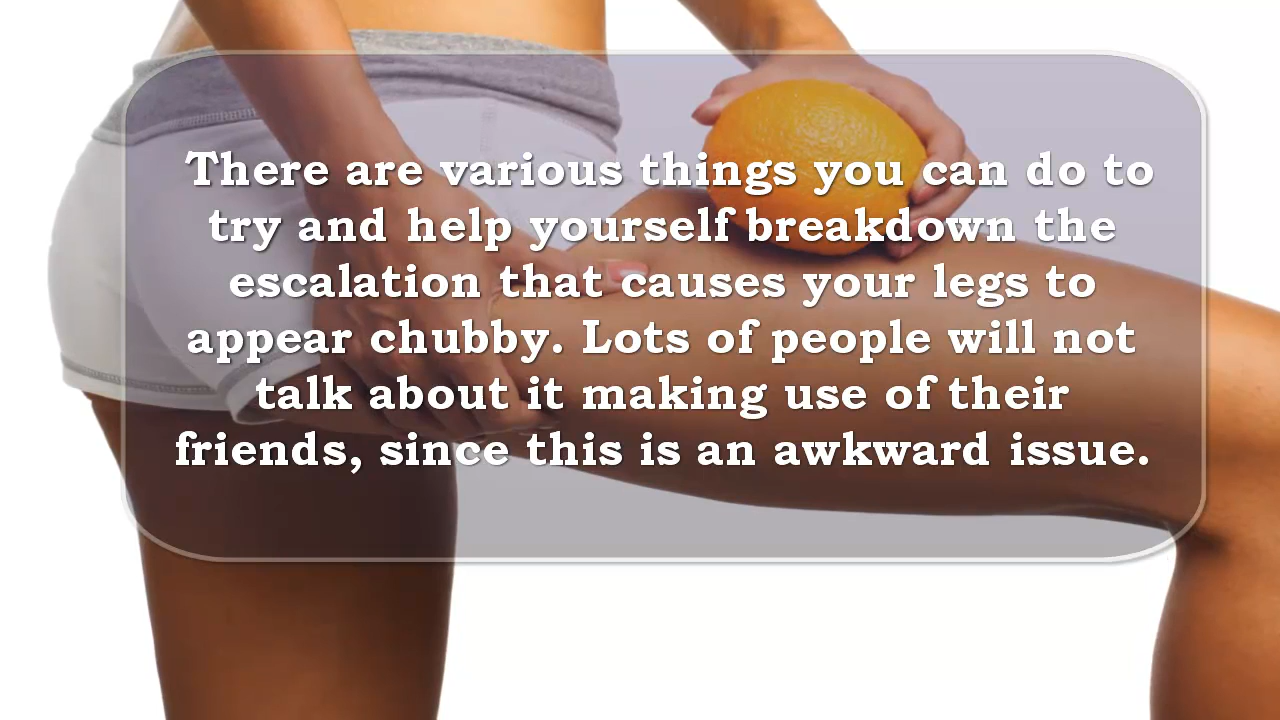 There are various things you can do to
try and help yourself breakdown the
escalation that causes your legs to
appear chubby. Lots of people will not
talk about it making use of their
friends, since this is an awkward issue.